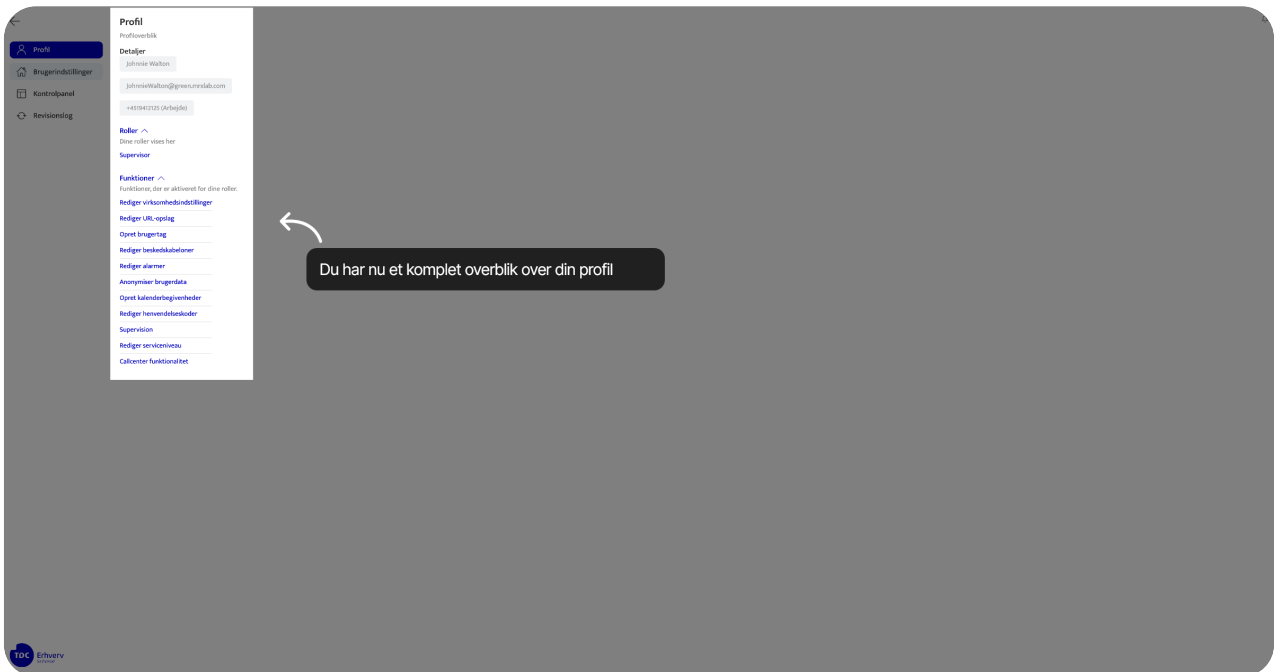 Profil
Profiloverblik
Detaljer
Johnnie Walton
JohnnieWalton@green.mrxlab.com
+4519412125 (Arbejde)
Roller
Dine roller vises her
Supervisor
Funktioner
Funktioner, der er aktiveret for dine roller.
Rediger virksomhedsindstillinger
Rediger URL-opslag
Opret brugertag
Rediger beskedskabeloner
Rediger alarmer
Anonymiser brugerdata
Opret kalenderbegivenheder
Rediger henvendelseskoder
Supervision
Rediger serviceniveau
Callcenter funktionalitet
Profil
Brugerindstillinger
Kontrolpanel
Revisionslog
Du har nu et komplet overblik over din profil
TDC Erhverv